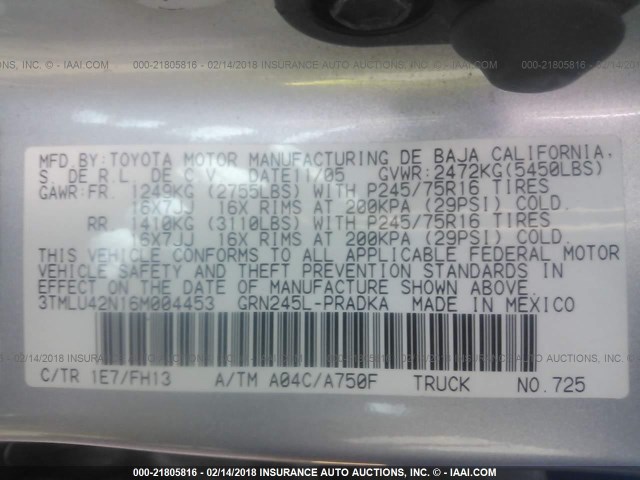 000-21805816 - 02/14/2018 INSURANCE AUTO AUCTIONS, INC. - © IAAI.COM
MFD.BY:TOYOTA MOTOR MANUFACTURING DE BAJA CALIFORNIA,
S. DE R.L. DE C.V. DATE11/05 GVWR:2472KG(5450LBS)
GAWR:FR. 1249KG (2755LBS) WITH P245/75R16 TIRES
16X7JJ 16X RIMS AT 200KPA (29PSI) COLD.
RR. 1410KG (3110LBS) WITH P245/75R16 TIRES
16X7JJ 16X RIMS AT 200KPA (29PSI) COLD.
THIS VEHICLE CONFORMS TO ALL APPLICABLE FEDERAL MOTOR
VEHICLE SAFETY AND THEFT PREVENTION STANDARDS IN
EFFECT ON THE DATE OF MANUFACTURE SHOWN ABOVE.
3TMLU42N16M004453 GRN245L-PRADKA MADE IN MEXICO
C/TR 1E7/FH13 A/TM A04C/A750F TRUCK NO.725
000-21805816 - 02/14/2018 INSURANCE AUTO AUCTIONS, INC. - © IAAI.COM
000-21805816 - 02/14/2018 INSURANCE AUTO AUCTIONS, INC. - © IAAI.COM